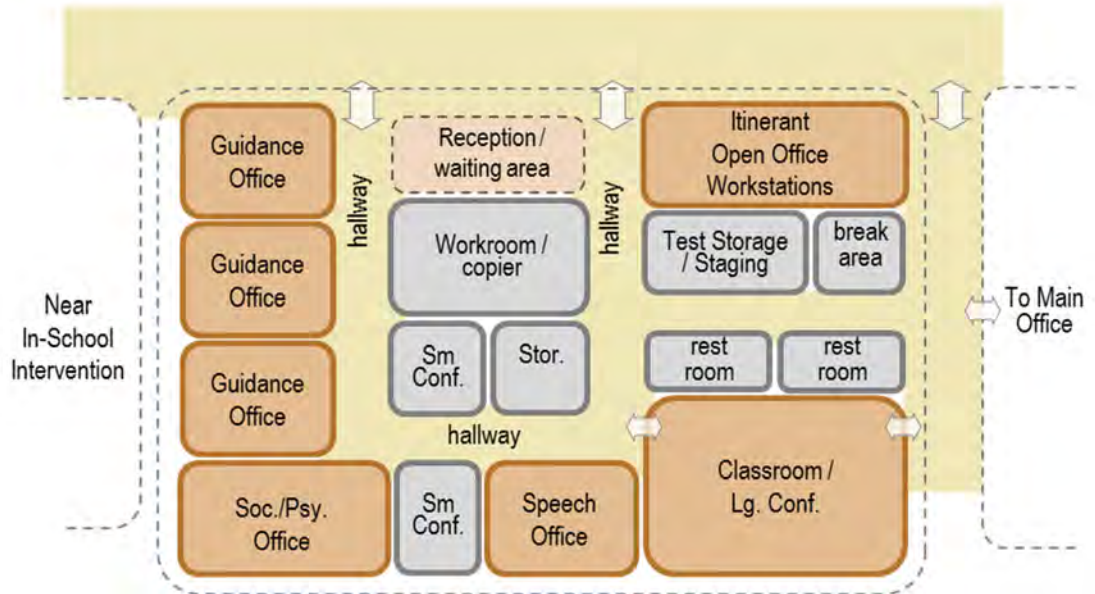 Guidance
Office
hallway
Reception /
waiting area
hallway
Itinerant
Open Office
Workstations
Guidance
Office
Workroom /
copier
Test Storage
/ Staging
break
area
Near
In-School
Intervention
To Main
Office
Guidance
Office
Sm
Conf.
Stor.
rest
room
rest
room
hallway
Soc./Psy.
Office
Sm
Conf.
Speech
Office
Classroom /
Lg. Conf.